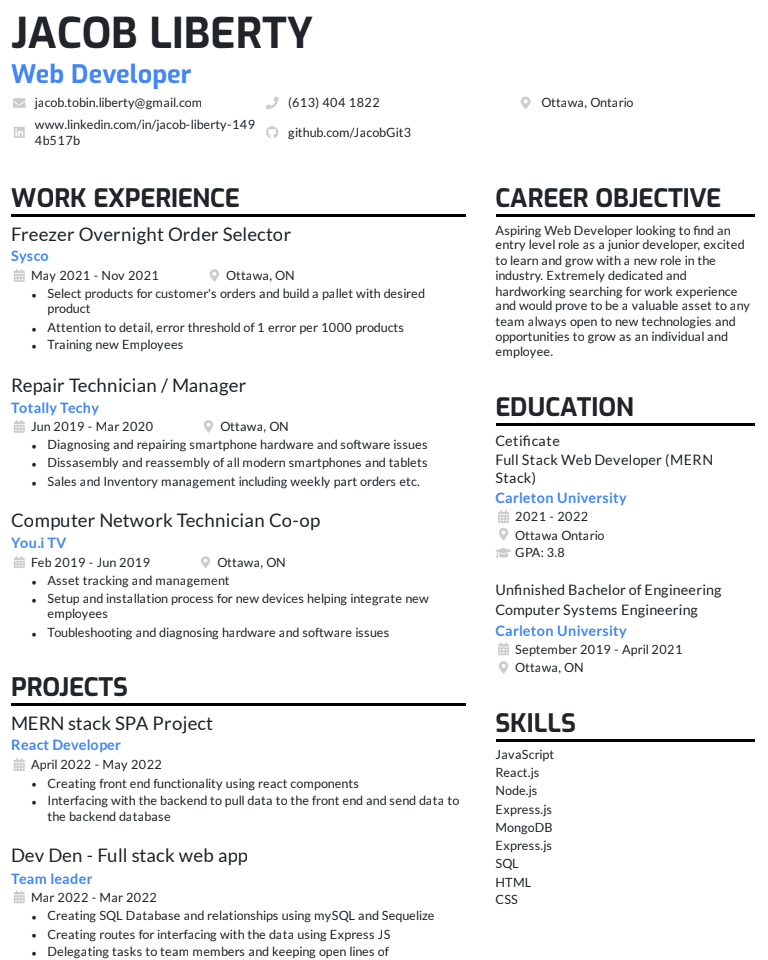 JACOB LIBERTY
Web Developer
jacob.tobin.liberty@gmail.com
(613) 404 1822
Ottawa, Ontario
www.linkedin.com/in/jacob-liberty-149
4b517b
github.com/JacobGit3
WORK EXPERIENCE
Freezer Overnight Order Selector
Sysco
May 2021 - Nov 2021
Ottawa, ON
• Select products for customer's orders and build a pallet with desired
product
• Attention to detail, error threshold of 1 error per 1000 products
• Training new Employees
Repair Technician / Manager
Totally Techy
Jun 2019 - Mar 2020
Ottawa, ON
• Diagnosing and repairing smartphone hardware and software issues
• Dissasembly and reassembly of all modern smartphones and tablets
• Sales and Inventory management including weekly part orders etc.
Computer Network Technician Co-op
You.i TV
Feb 2019 - Jun 2019
Ottawa, ON
• Asset tracking and management
• Setup and installation process for new devices helping integrate new
employees
• Toubleshooting and diagnosing hardware and software issues
PROJECTS
MERN stack SPA Project
React Developer
April 2022 - May 2022
• Creating front end functionality using react components
• Interfacing with the backend to pull data to the front end and send data to
the backend database
Dev Den - Full stack web app
Team leader
Mar 2022 - Mar 2022
• Creating SQL Database and relationships using mySQL and Sequelize
• Creating routes for interfacing with the data using Express JS
• Delegating tasks to team members and keeping open lines of
CAREER OBJECTIVE
Aspiring Web Developer looking to find an
entry level role as a junior developer, excited
to learn and grow with a new role in the
industry. Extremely dedicated and
hardworking searching for work experience
and would prove to be a valuable asset to any
team always open to new technologies and
opportunities to grow as an individual and
employee.
EDUCATION
Cetificate
Full Stack Web Developer (MERN
Stack)
Carleton University
2021 - 2022
Ottawa Ontario
GPA: 3.8
Unfinished Bachelor of Engineering
Computer Systems Engineering
Carleton University
September 2019 - April 2021
Ottawa, ON
SKILLS
JavaScript
React.js
Node.js
Express.js
MongoDB
Express.js
SQL
HTML
CSS